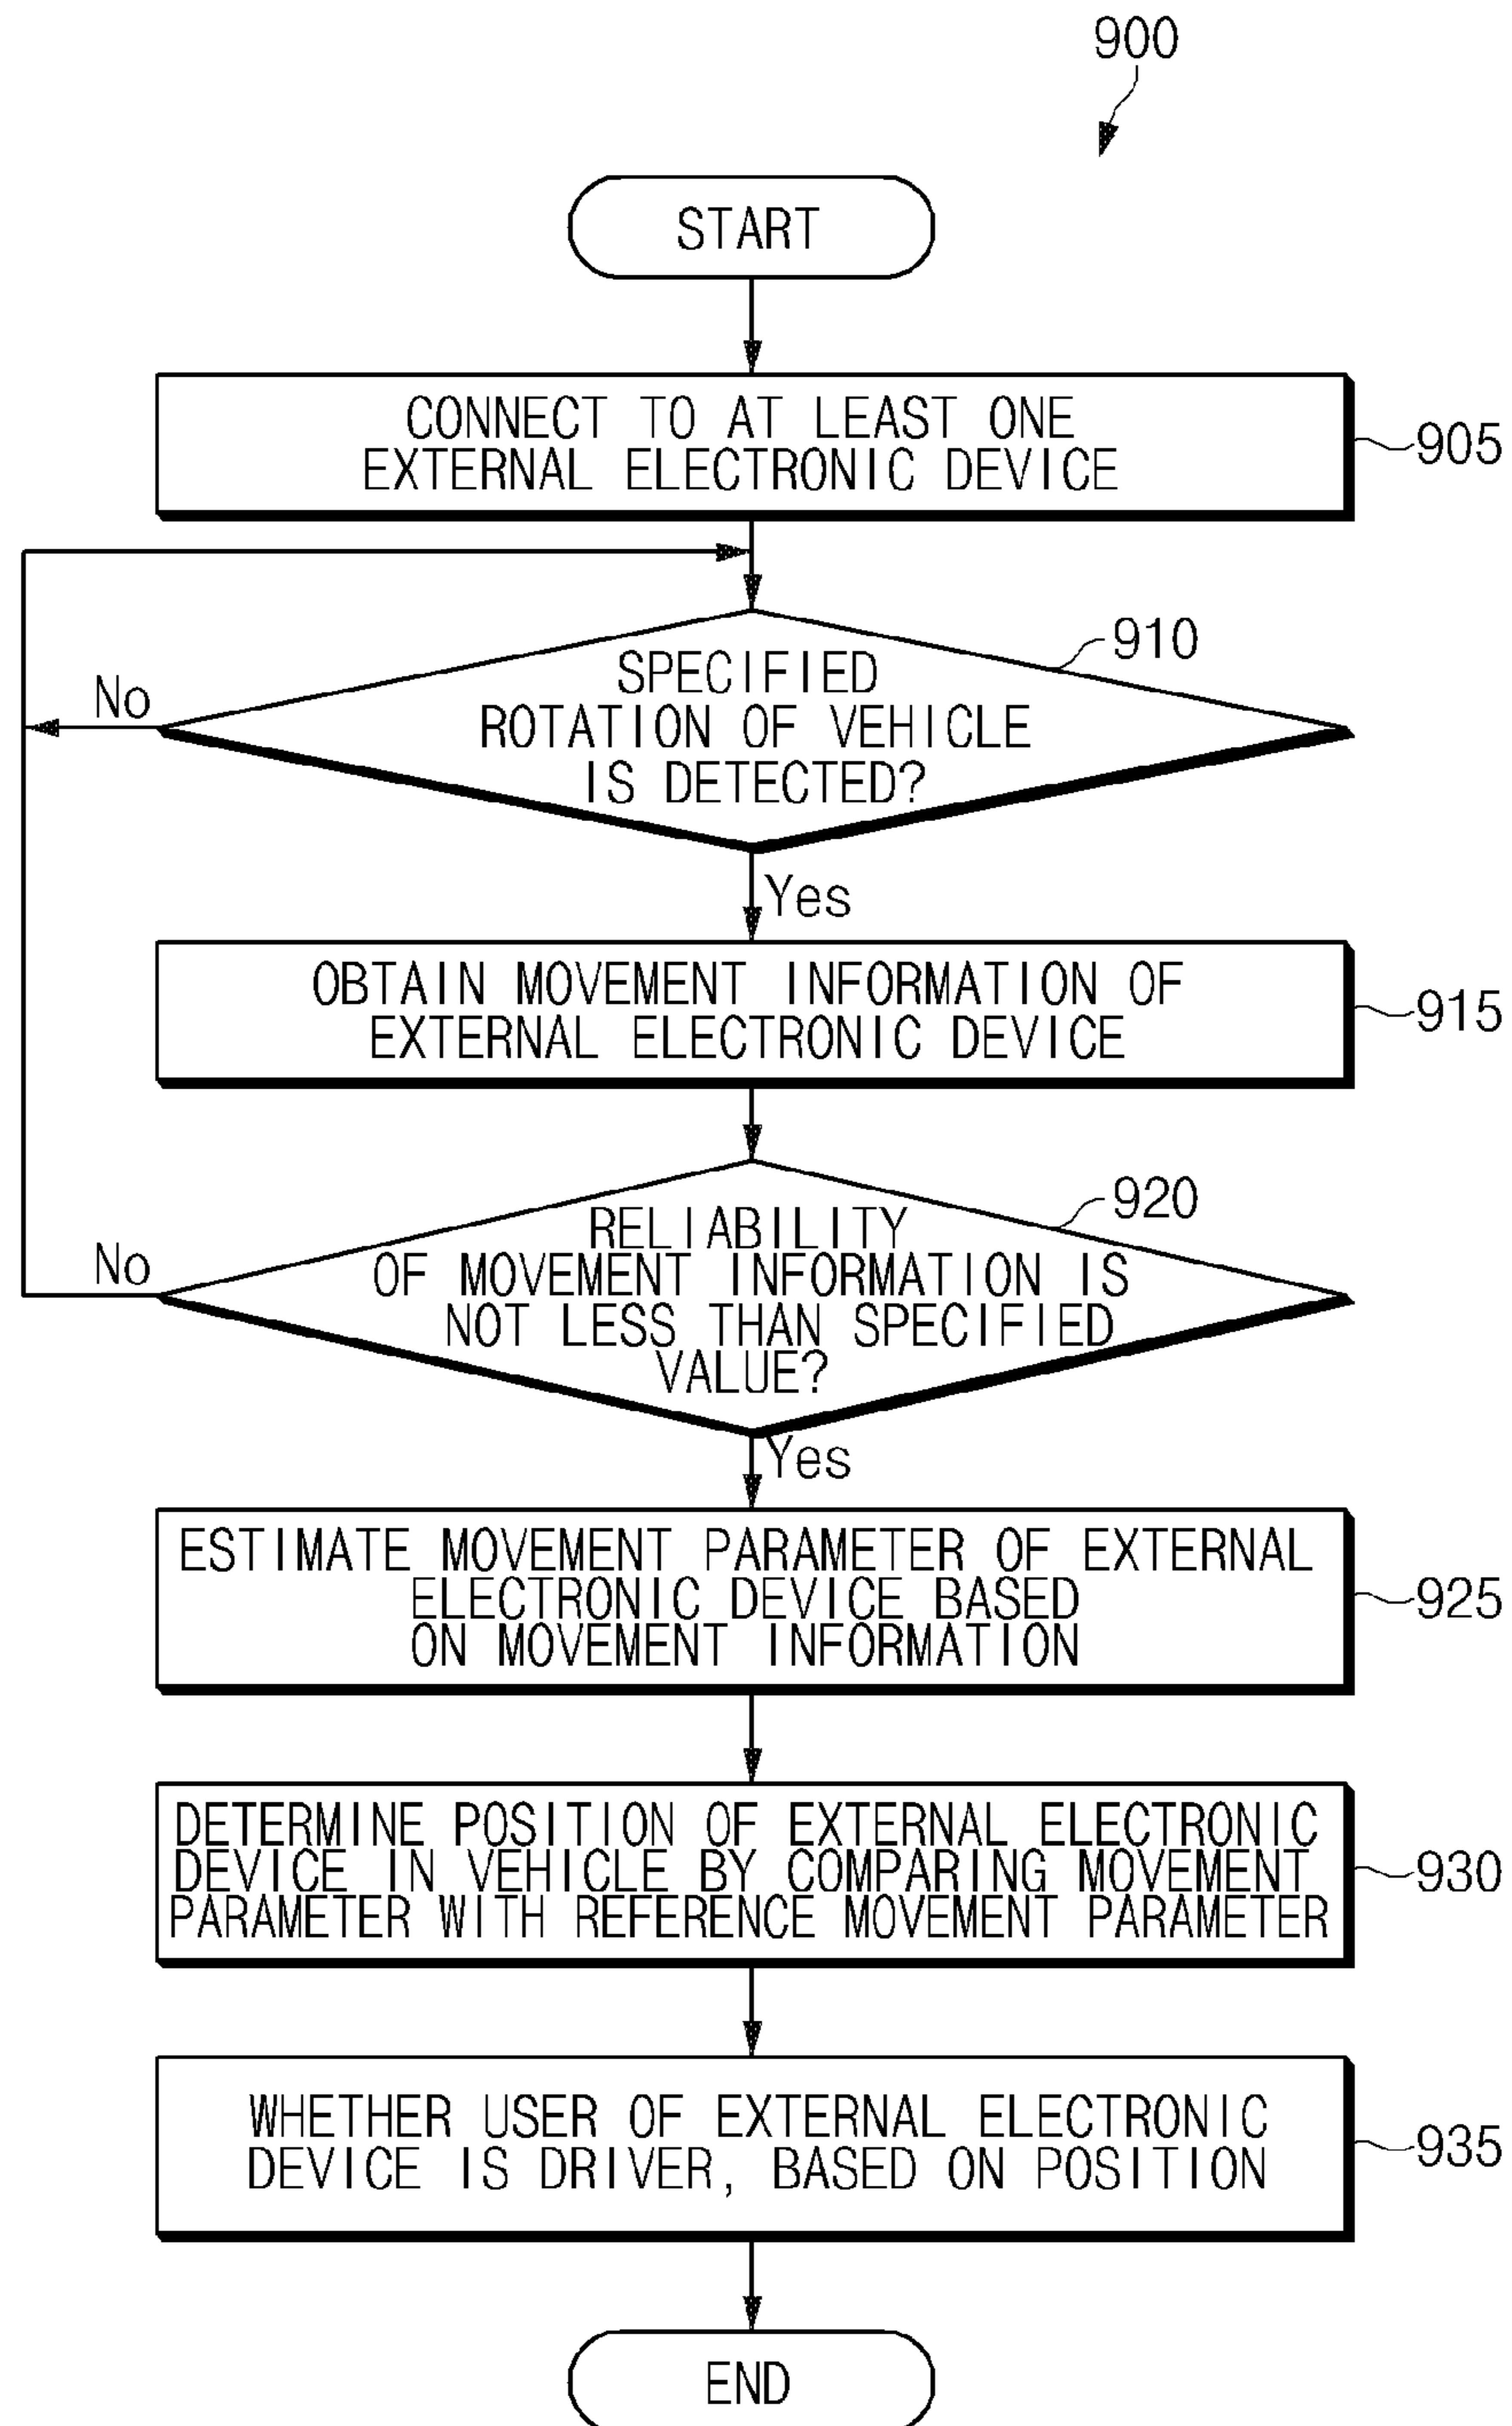 900
START
CONNECT TO AT LEAST ONE
EXTERNAL ELECTRONIC DEVICE
905
910
SPECIFIED
ROTATION OF VEHICLE
IS DETECTED?
No
Yes
OBTAIN MOVEMENT INFORMATION OF
EXTERNAL ELECTRONIC DEVICE
915
920
RELIABILITY
OF MOVEMENT INFORMATION IS
NOT LESS THAN SPECIFIED
VALUE?
No
Yes
ESTIMATE MOVEMENT PARAMETER OF EXTERNAL
ELECTRONIC DEVICE BASED
ON MOVEMENT INFORMATION
925
DETERMINE POSITION OF EXTERNAL ELECTRONIC
DEVICE IN VEHICLE BY COMPARING MOVEMENT
PARAMETER WITH REFERENCE MOVEMENT PARAMETER
930
WHETHER USER OF EXTERNAL ELECTRONIC
DEVICE IS DRIVER, BASED ON POSITION
935
END